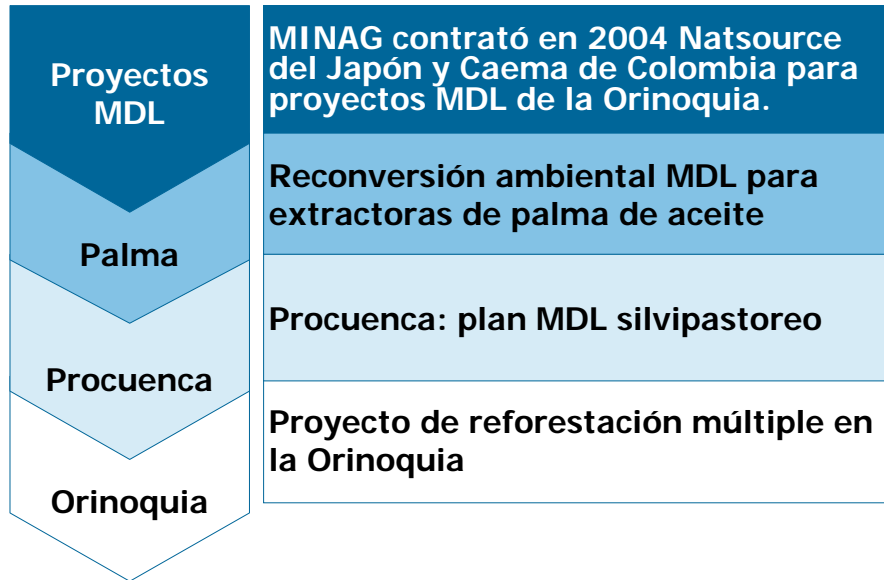 Proyectos
MDL
MINAG contrató en 2004 Natsource
del Japón y Caema de Colombia para
proyectos MDL de la Orinoquia.
Palma
Reconversión ambiental MDL para
extractoras de palma de aceite
Procuenca
Procuenca: plan MDL silvipastoreo
Orinoquia
Proyecto de reforestación múltiple en
la Orinoquia